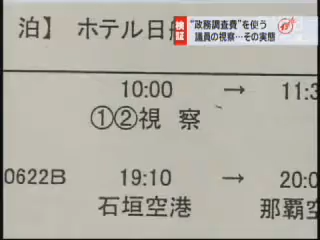 泊】 ホテル日
検証
"政務調査費"を使う
議員の視察…その実態
10:00 → 11:3
①②視 察
0622B 19:10 → 20:0
石垣空港 那覇空